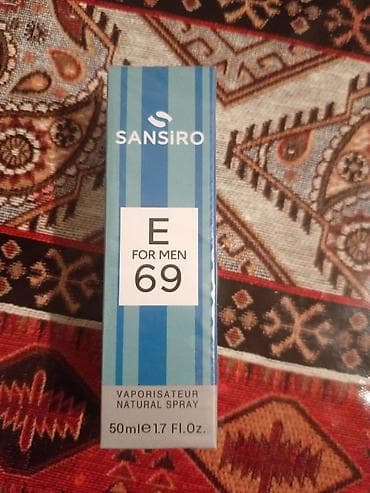 SANSiRO
E
FOR MEN
69
VAPORISATEUR
NATURAL SPRAY
50ml℮1.7 Fl.Oz.